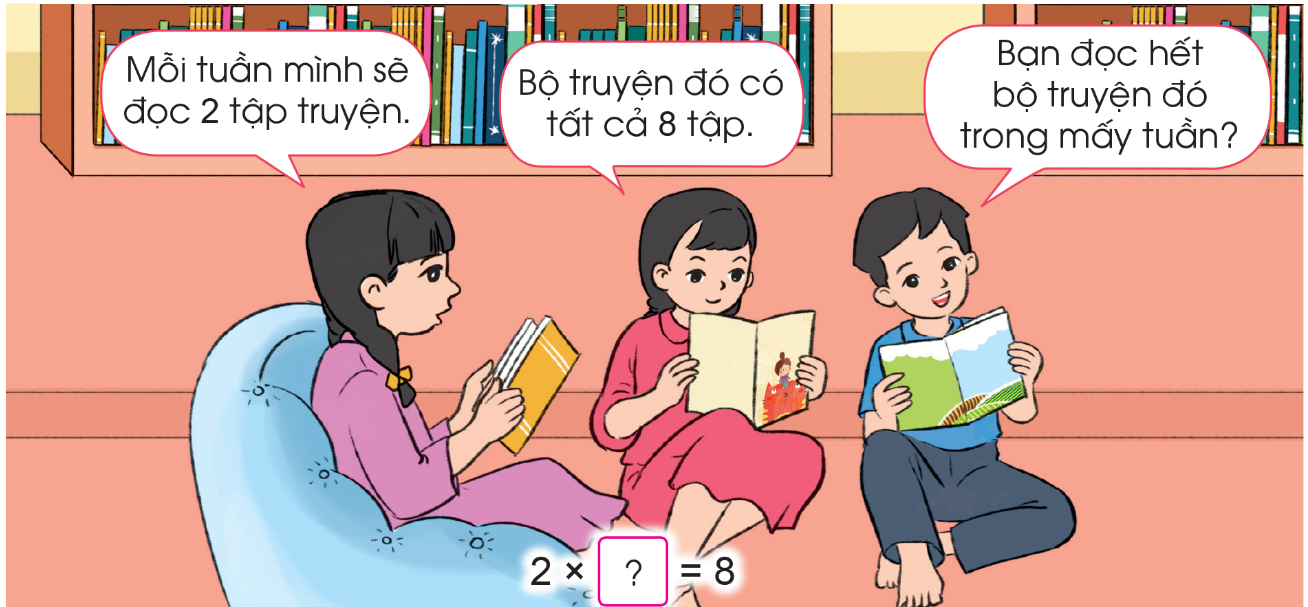 Mỗi tuần mình sẽ
đọc 2 tập truyện.
Bộ truyện đó có
tất cả 8 tập.
Bạn đọc hết
bộ truyện đó
trong mấy tuần?
2 × ? = 8